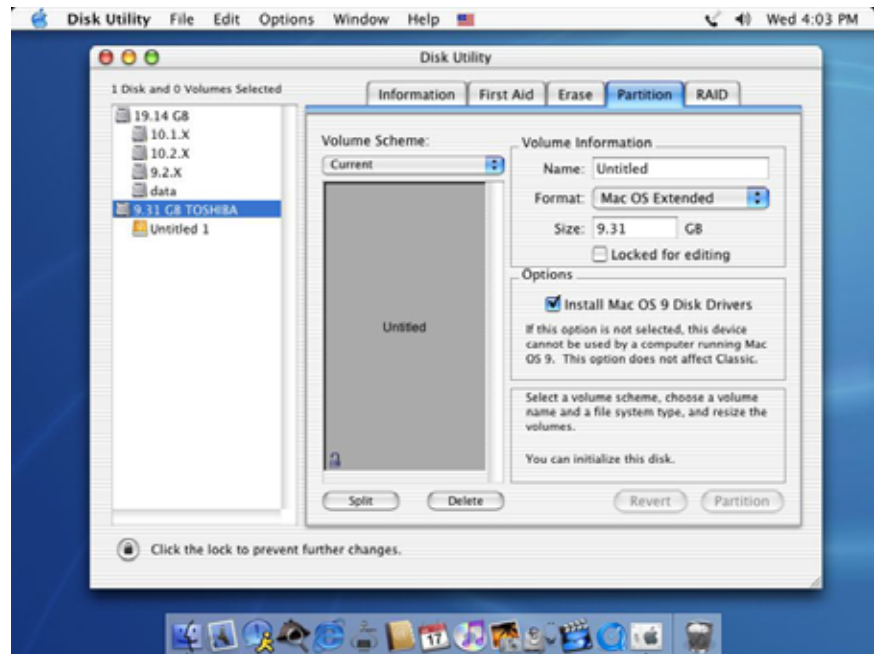 Disk Utility File Edit Options Window Help Wed 4:03 PM
Disk Utility
1 Disk and 0 Volumes Selected
19.14 GB
10.1.X
10.2.X
9.2.X
data
9.31 GB TOSHIBA
Untitled 1
Information First Aid Erase Partition RAID
Volume Scheme:
Current
Untitled
Split Delete
Volume Information
Name: Untitled
Format: Mac OS Extended
Size: 9.31 GB
Locked for editing
Options
Install Mac OS 9 Disk Drivers
If this option is not selected, this device
cannot be used by a computer running Mac
OS 9. This option does not affect Classic.
Select a volume scheme, choose a volume
name and a file system type, and resize the
volumes.
You can initialize this disk.
Revert Partition
Click the lock to prevent further changes.
17